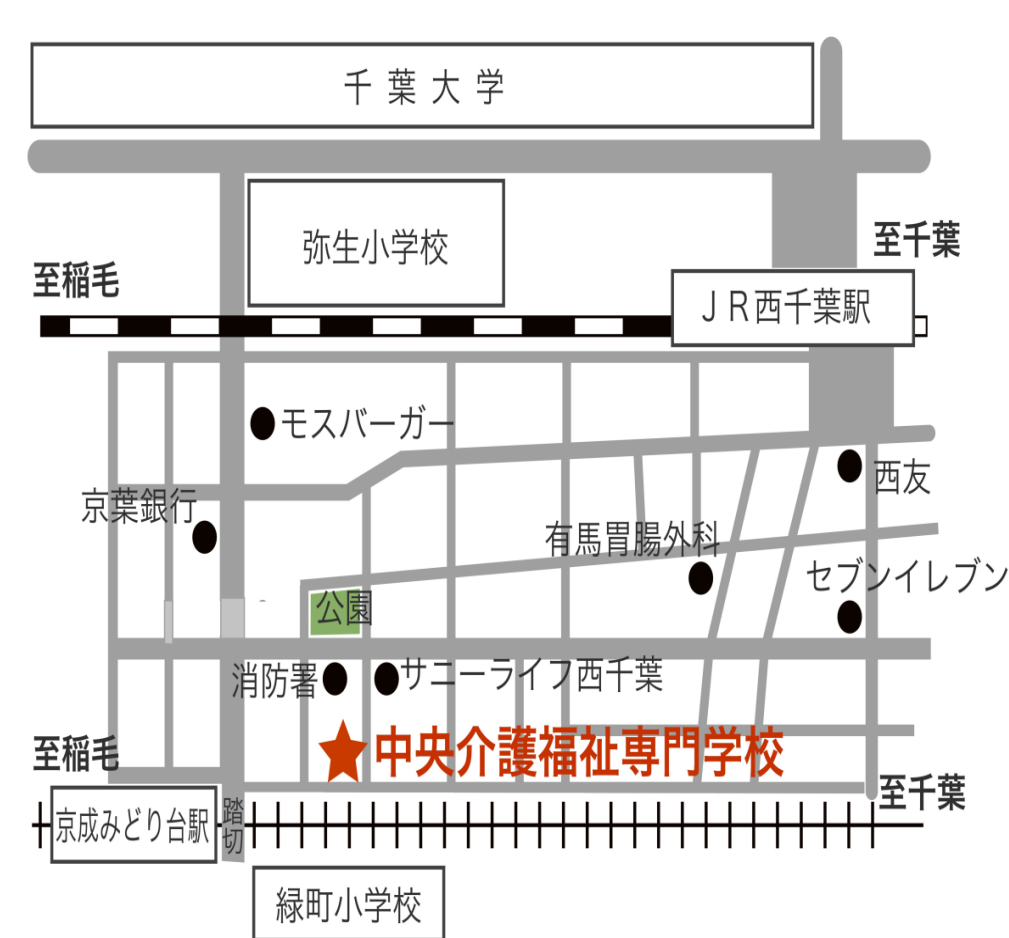 千葉大学
弥生小学校
至千葉
至稲毛
JR西千葉駅
モスバーガー
西友
京葉銀行
有馬胃腸外科
セブンイレブン
公園
消防署
サニーライフ西千葉
中央介護福祉専門学校
至稲毛
至千葉
京成みどり台駅
踏切
緑町小学校